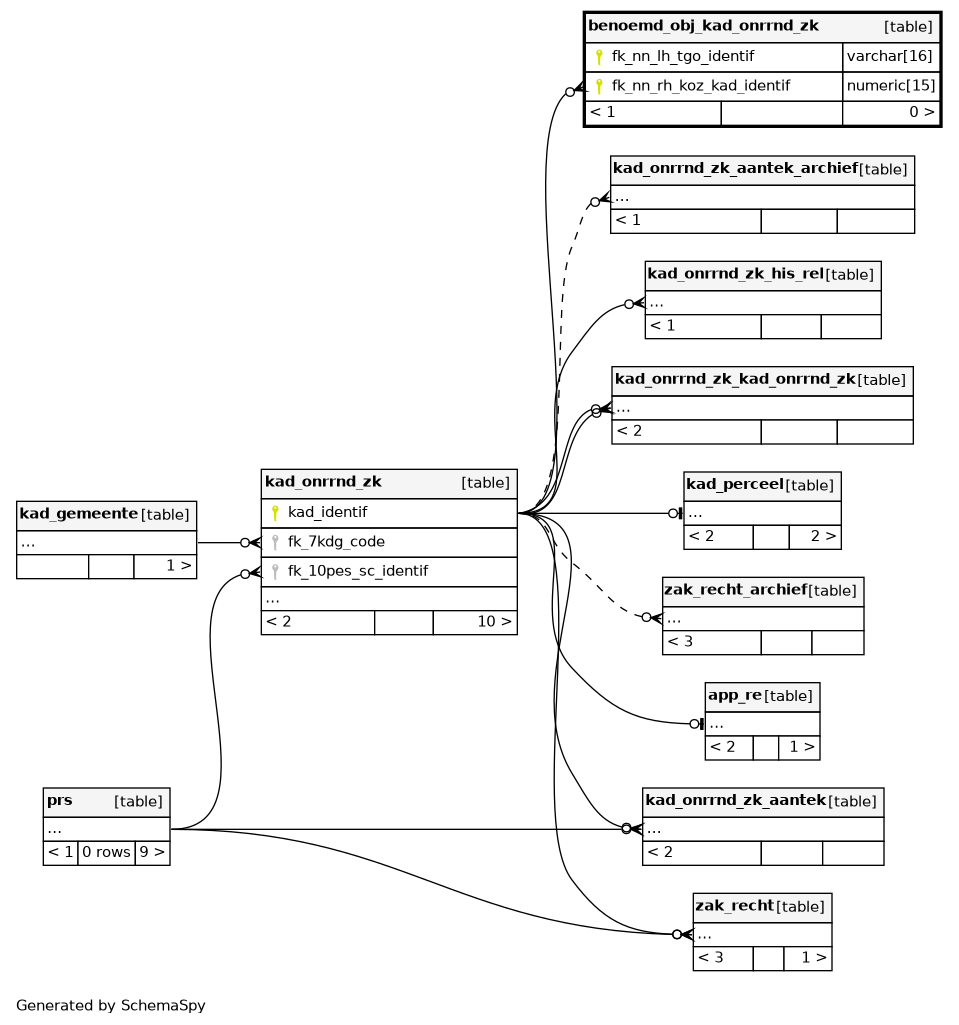 benoemd_obj_kad_onrrnd_zk [table]
fk_nn_lh_tgo_identif varchar[16]
fk_nn_rh_koz_kad_identif numeric[15]
< 1 0 >
kad_onrrnd_zk_aantek_archief [table]
...
< 1
kad_onrrnd_zk_his_rel [table]
...
< 1
kad_onrrnd_zk_kad_onrrnd_zk [table]
...
< 2
kad_onrrnd_zk [table]
kad_identif
fk_7kdg_code
fk_10pes_sc_identif
...
< 2 10 >
kad_gemeente [table]
...
1 >
kad_perceel [table]
...
< 2 2 >
zak_recht_archief [table]
...
< 3
app_re [table]
...
< 2 1 >
prs [table]
...
< 1 0 rows 9 >
kad_onrrnd_zk_aantek [table]
...
< 2
zak_recht [table]
...
< 3 1 >
Generated by SchemaSpy